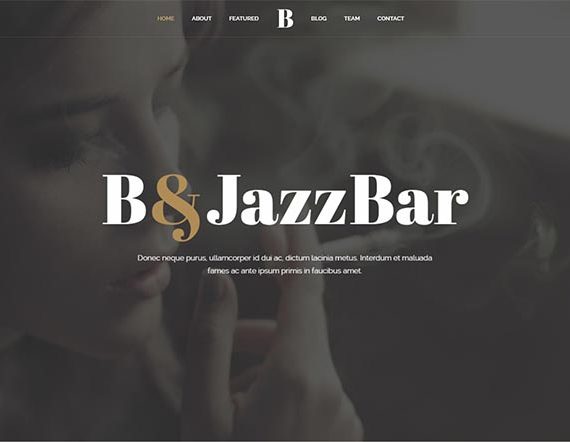 HOME ABOUT FEATURED B BLOG TEAM CONTACT
B&JazzBar
Donec neque purus, ullamcorper id dui ac, dictum lacinia metus. Interdum et maluada
fames ac ante ipsum primis in faucibus amet.